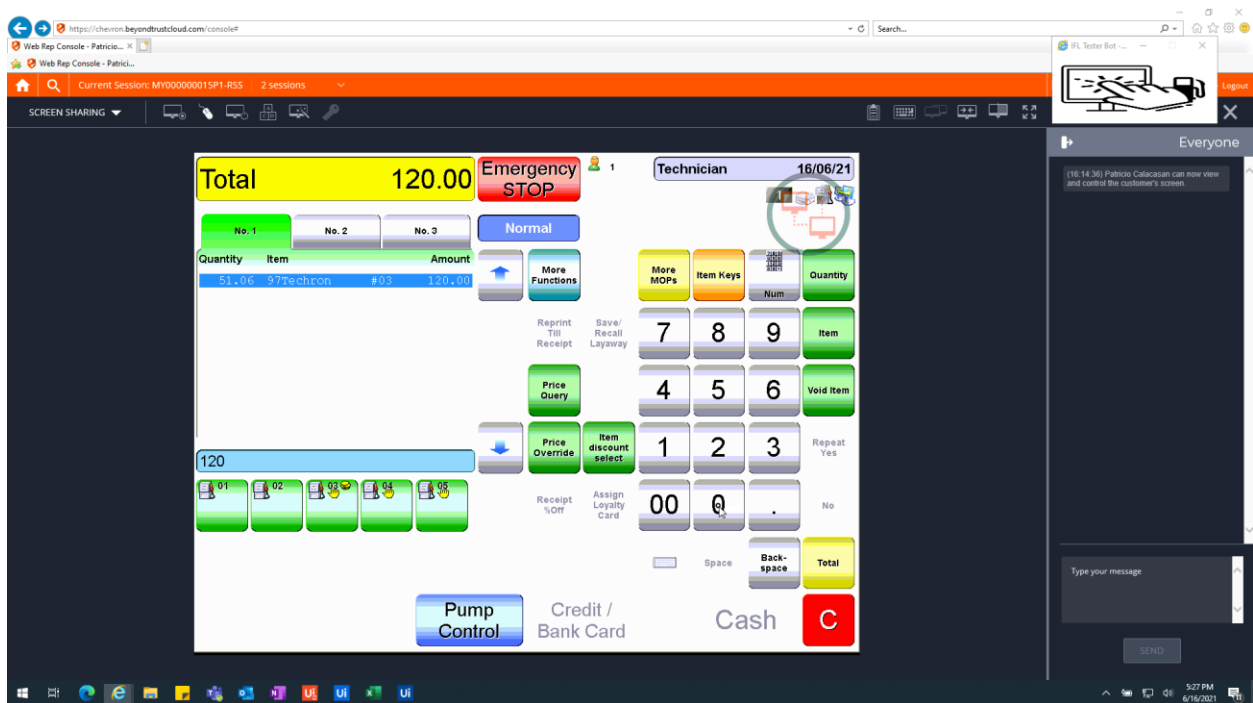 https://chevron.beyondtrustcloud.com/console#
Search...
Web Rep Console - Patricio...
IFL Tester Bot -...
Web Rep Console - Patrici...
Current Session: MY000000015P1-RSS 2 sessions
Logout
SCREEN SHARING
Everyone
(16:14:36) Patricio Calacasan can now view
and control the customer's screen.
Total 120.00
Emergency
STOP
1
Technician 16/06/21
1
No. 1 No. 2 No. 3
Normal
Quantity Item Amount
51.06 97Techron #03 120.00
More
Functions
More
MOPs
Item Keys
Num
Quantity
Reprint
Till
Receipt
Save/
Recall
Layaway
7 8 9
Item
Price
Query
4 5 6
Void Item
Price
Override
Item
discount
select
1 2 3
Repeat
Yes
120
01 02 03 04 05
Receipt
%Off
Assign
Loyalty
Card
00 0 .
No
Space
Back-
space
Total
Type your message
Pump
Control
Credit /
Bank Card
Cash
C
SEND
Ui Ui Ui
5:27 PM
6/16/2021